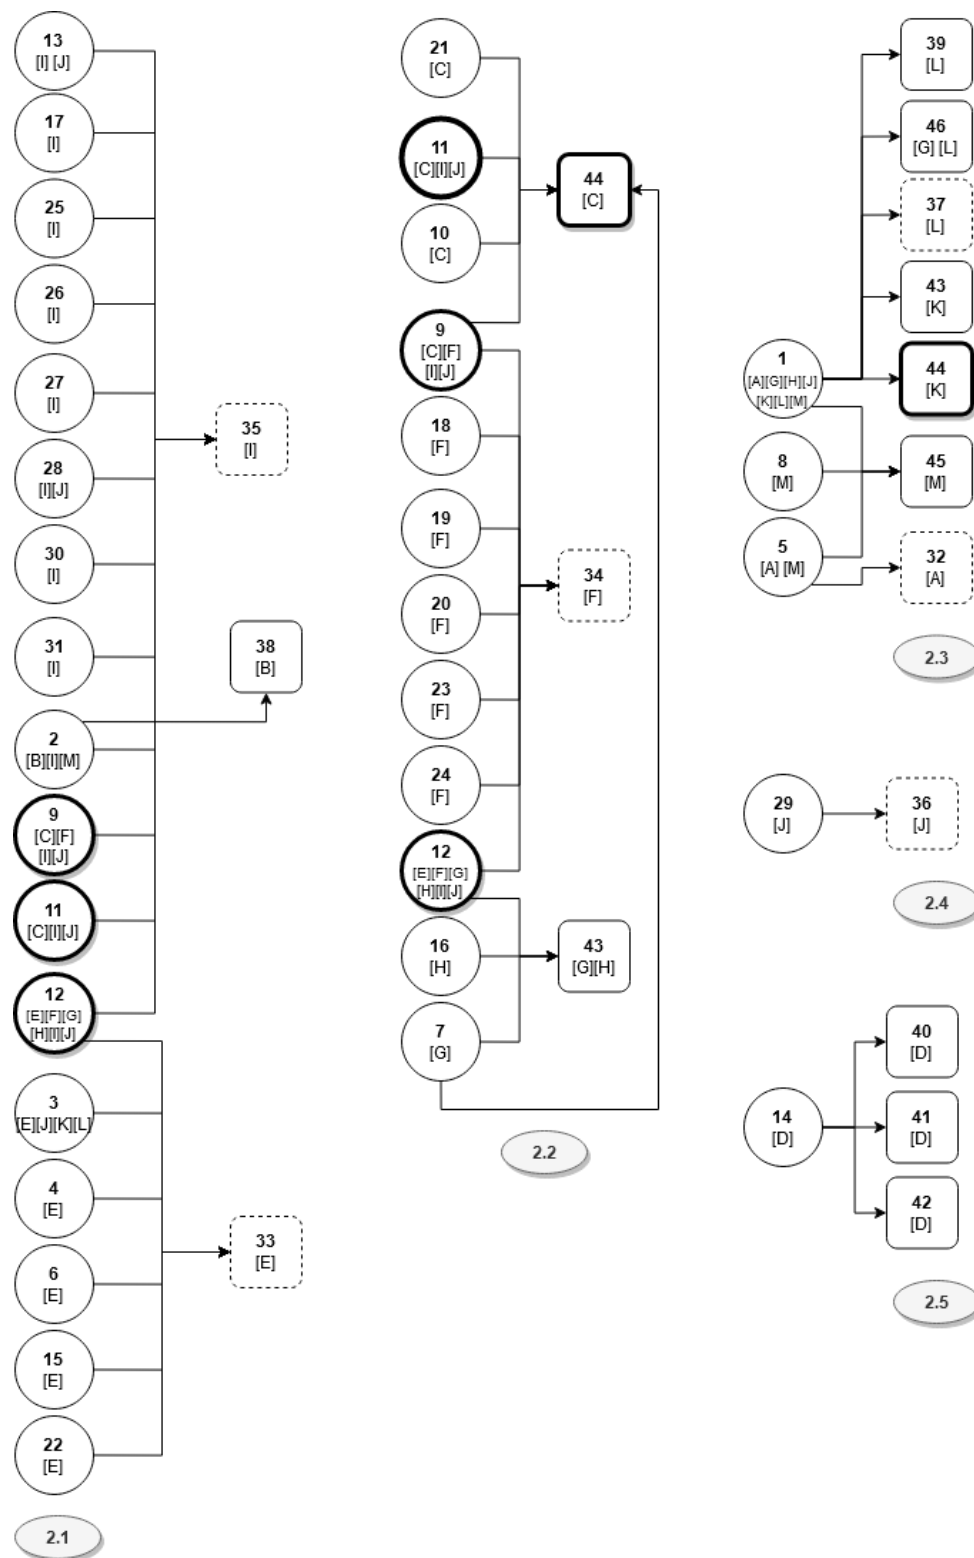 13
[I] [J]
17
[I]
25
[I]
26
[I]
27
[I]
28
[I][J]
30
[I]
31
[I]
2
[B][I][M]
9
[C][F]
[I][J]
11
[C][I][J]
12
[E][F][G]
[H][I][J]
3
[E][J][K][L]
4
[E]
6
[E]
15
[E]
22
[E]
35
[I]
38
[B]
33
[E]
2.1
21
[C]
11
[C][I][J]
10
[C]
9
[C][F]
[I][J]
18
[F]
19
[F]
20
[F]
23
[F]
24
[F]
12
[E][F][G]
[H][I][J]
16
[H]
7
[G]
44
[C]
34
[F]
43
[G][H]
2.2
1
[A][G][H][J]
[K][L][M]
8
[M]
5
[A] [M]
39
[L]
46
[G] [L]
37
[L]
43
[K]
44
[K]
45
[M]
32
[A]
2.3
29
[J]
36
[J]
2.4
14
[D]
40
[D]
41
[D]
42
[D]
2.5